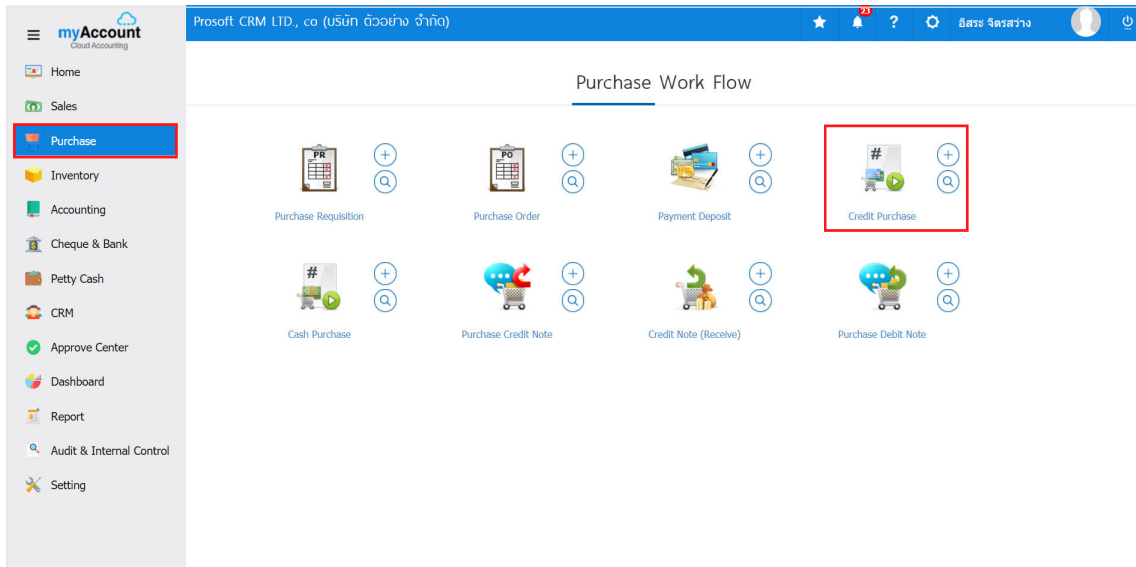 myAccount
Cloud Accounting
Prosoft CRM LTD., co (บริษัท ตัวอย่าง จำกัด)
23
?
อิสระ จิตรสว่าง
Home
Sales
Purchase
Inventory
Accounting
Cheque & Bank
Petty Cash
CRM
Approve Center
Dashboard
Report
Audit & Internal Control
Setting
Purchase Work Flow
PR
PO
#
Purchase Requisition
Purchase Order
Payment Deposit
Credit Purchase
#
Cash Purchase
Purchase Credit Note
Credit Note (Receive)
Purchase Debit Note